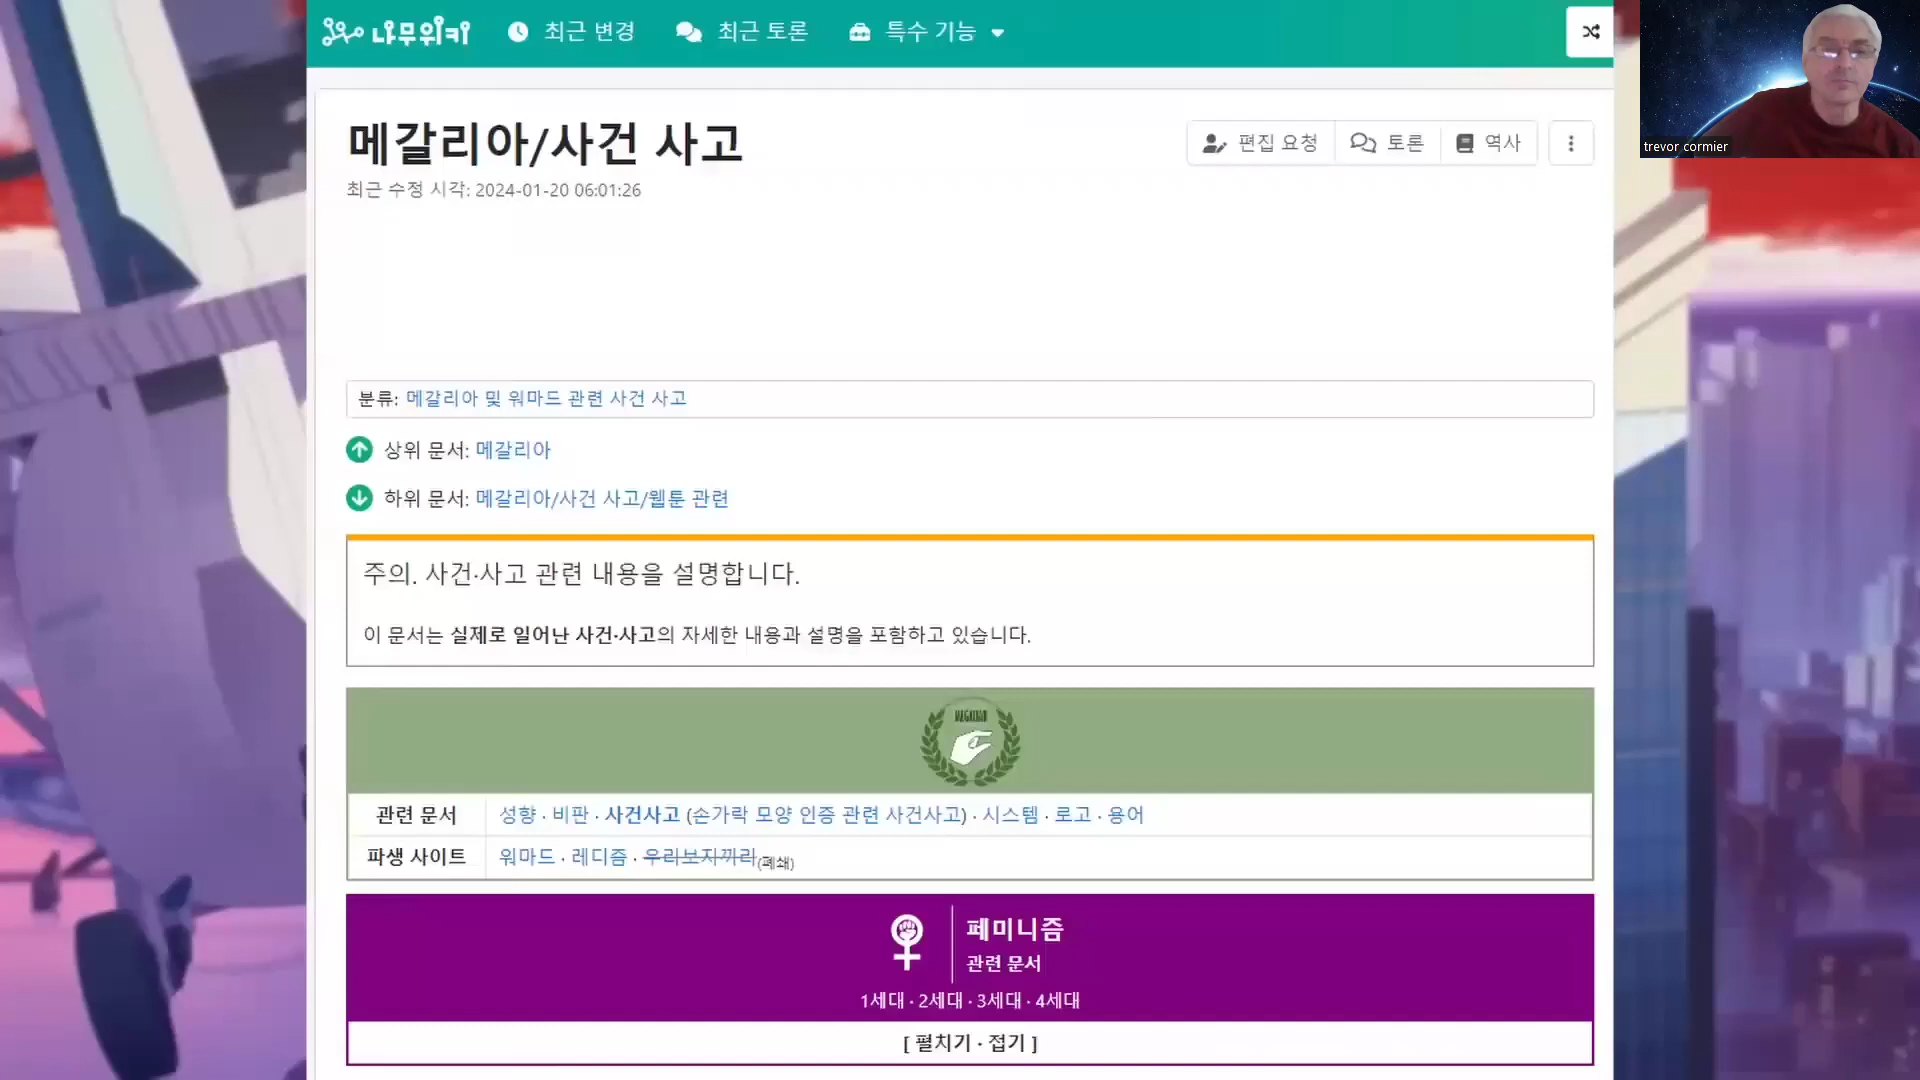 나무위키 최근 변경 최근 토론 특수 기능
trevor cormier
메갈리아/사건 사고
편집 요청 토론 역사
최근 수정 시각: 2024-01-20 06:01:26
분류: 메갈리아 및 워마드 관련 사건 사고
상위 문서: 메갈리아
하위 문서: 메갈리아/사건 사고/웹툰 관련
주의. 사건·사고 관련 내용을 설명합니다.
이 문서는 실제로 일어난 사건·사고의 자세한 내용과 설명을 포함하고 있습니다.
MEGALIAN
관련 문서 성향 · 비판 · 사건사고 (손가락 모양 인증 관련 사건사고) · 시스템 · 로고 · 용어
파생 사이트 워마드 · 레디즘 · 우리보지끼리(폐쇄)
페미니즘
관련 문서
1세대 · 2세대 · 3세대 · 4세대
[ 펼치기 · 접기 ]